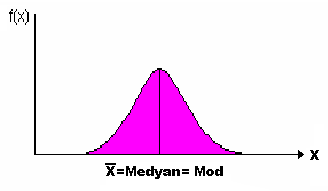 f(x)
X
X̅=Medyan= Mod